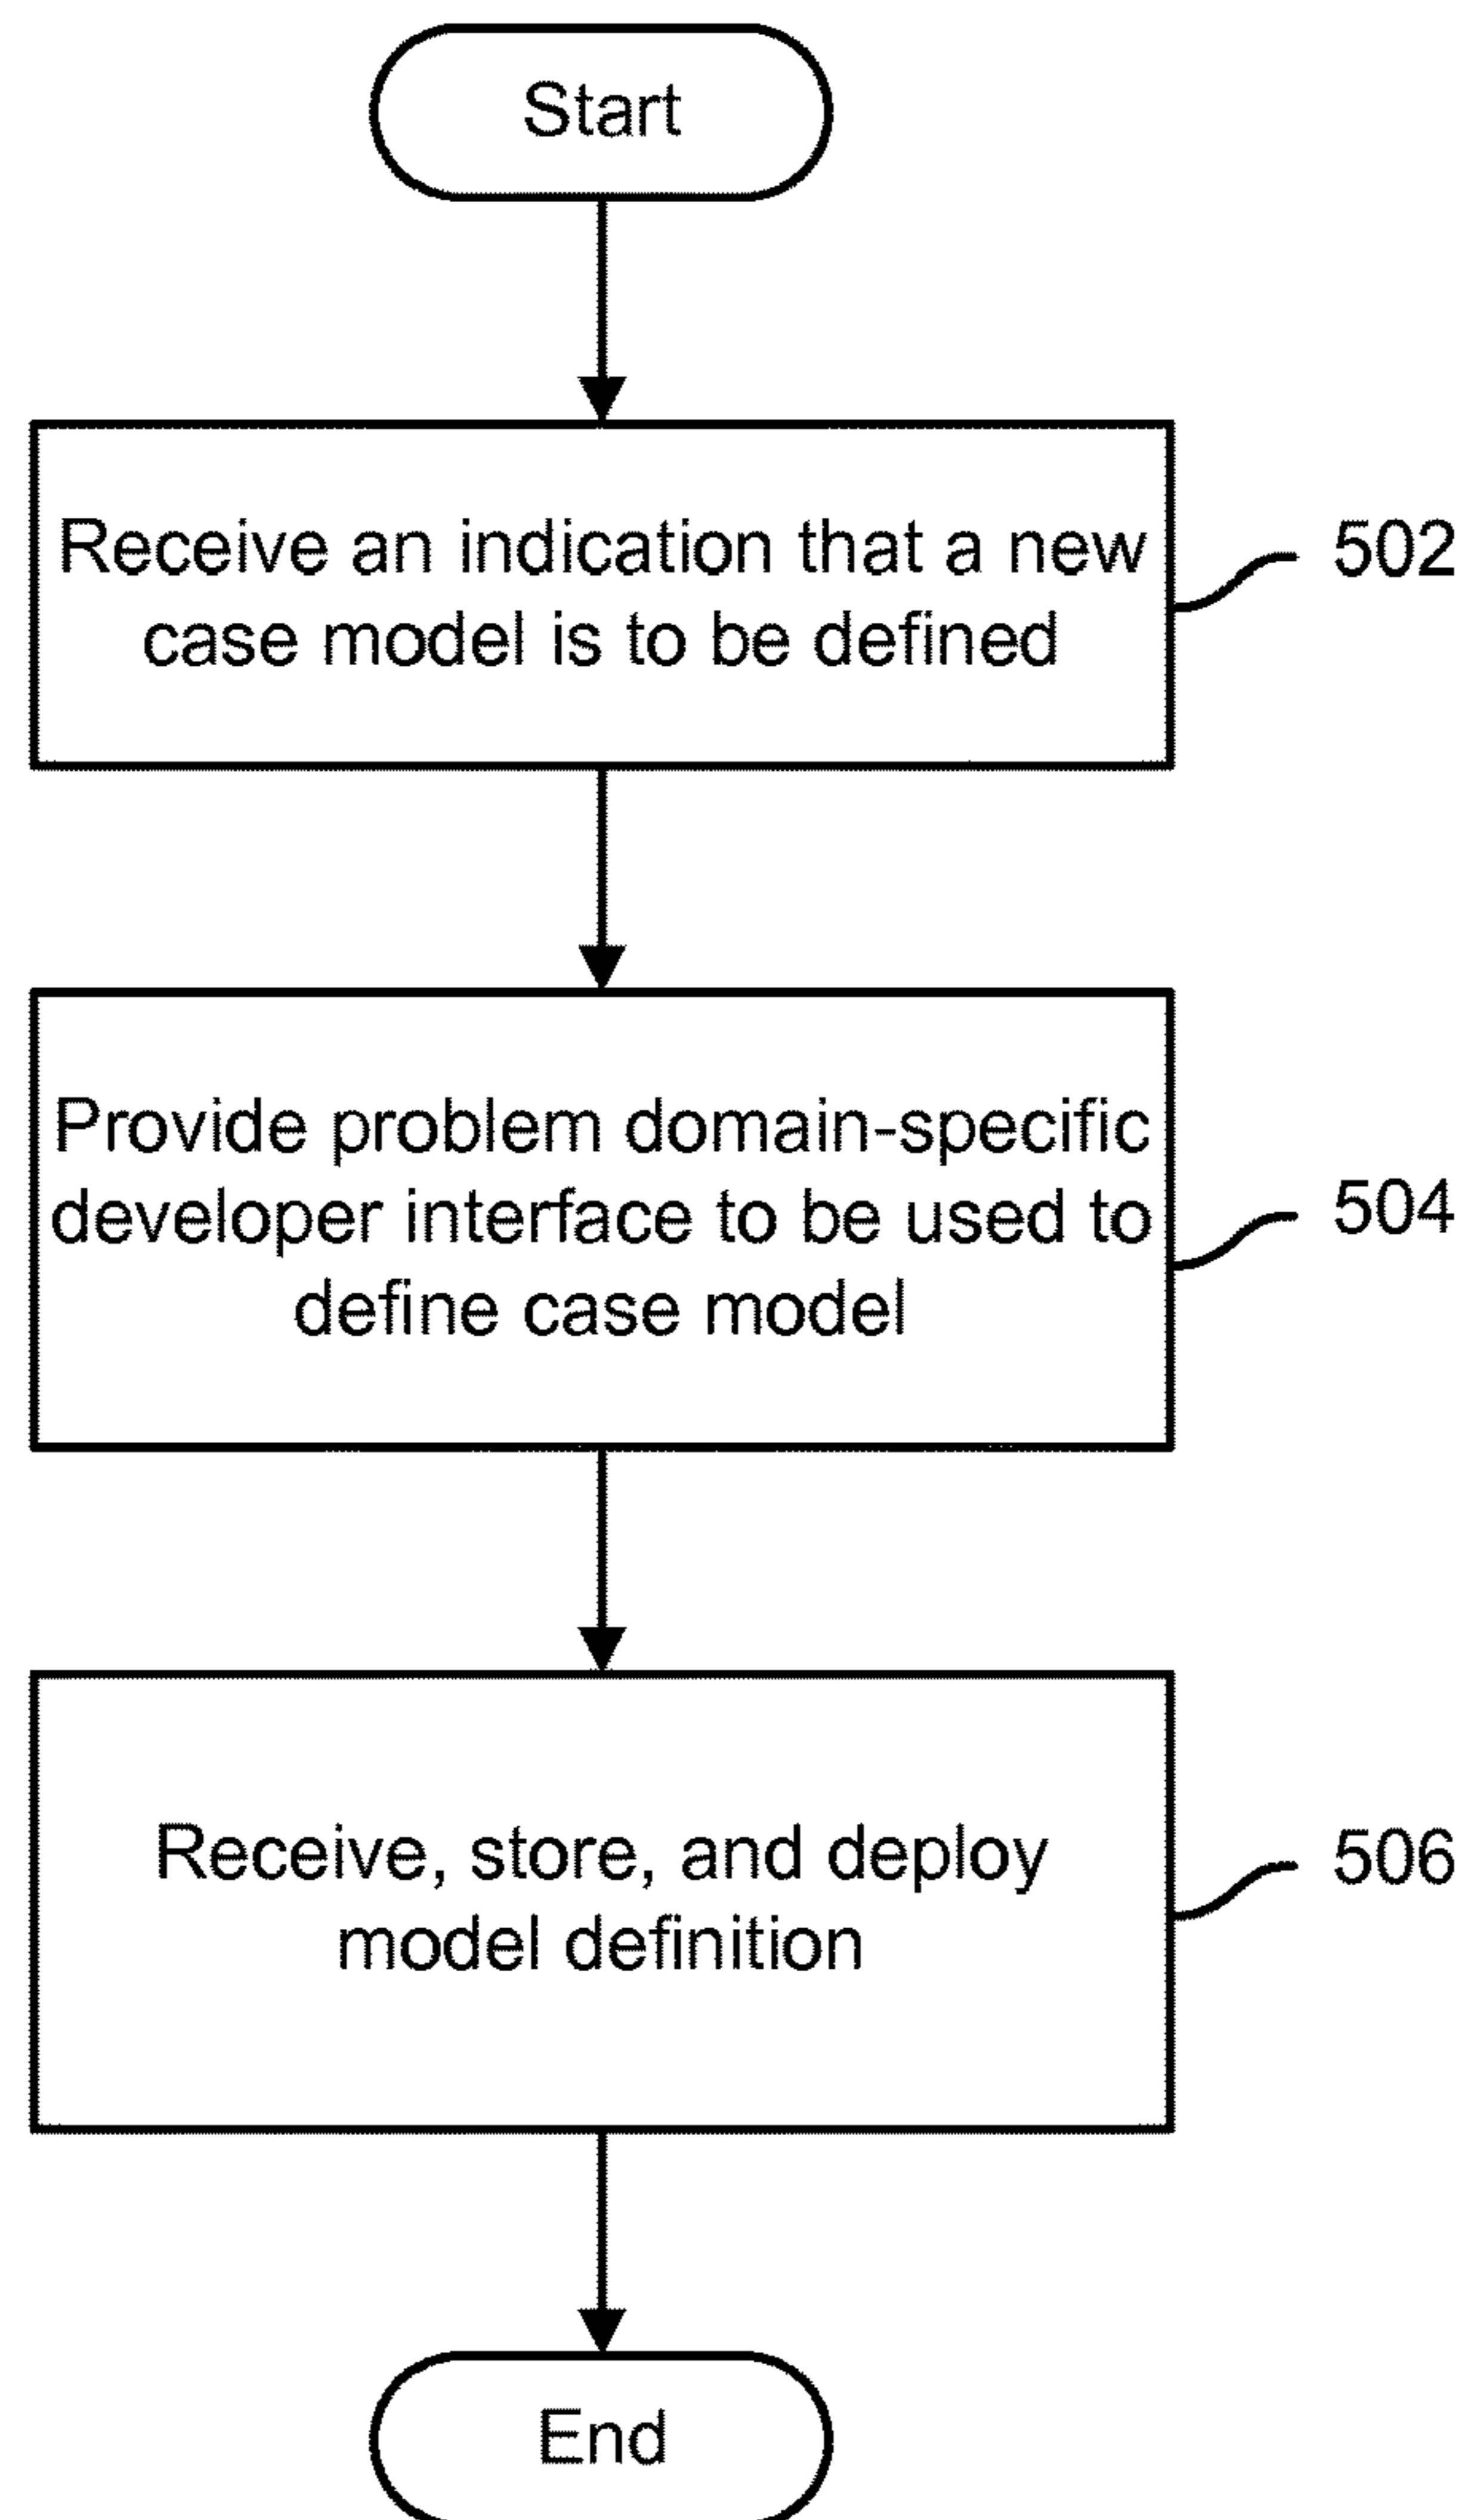 Start
Receive an indication that a new
case model is to be defined
502
Provide problem domain-specific
developer interface to be used to
define case model
504
Receive, store, and deploy
model definition
506
End